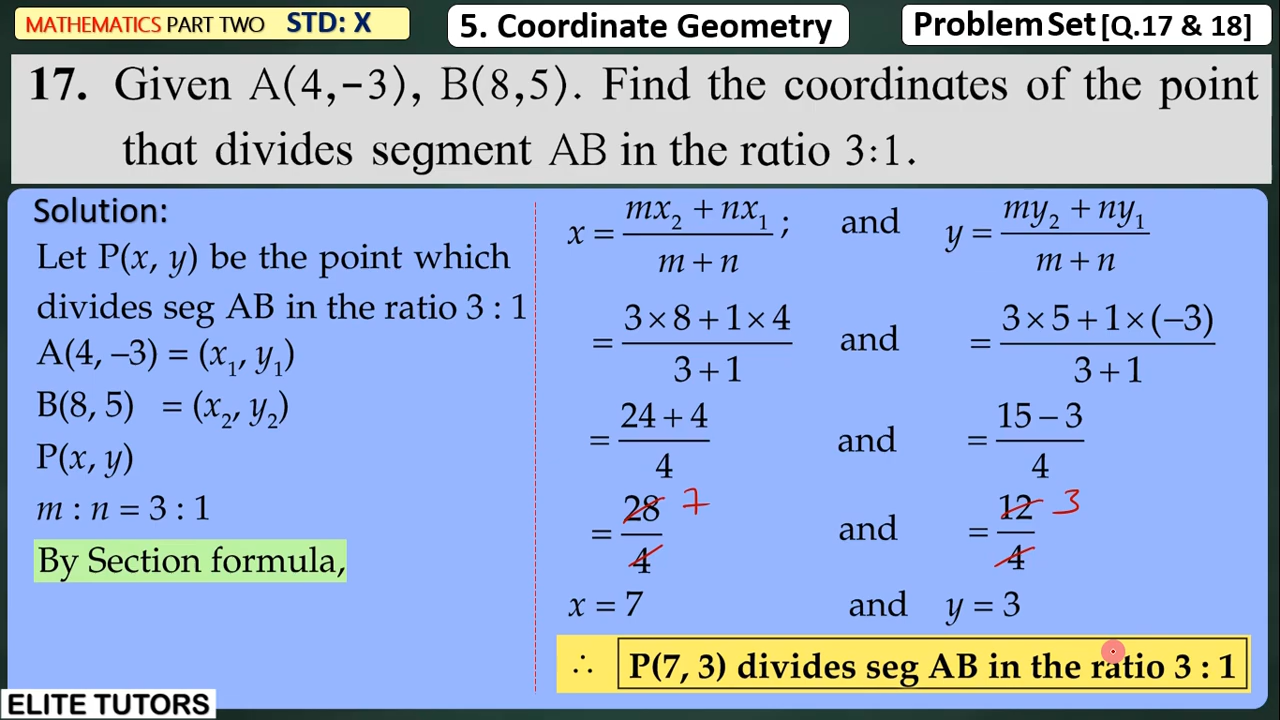 MATHEMATICS PART TWO STD: X
5. Coordinate Geometry
Problem Set [Q.17 & 18]
17. Given A(4,−3), B(8,5). Find the coordinates of the point
that divides segment AB in the ratio 3:1.
Solution:
Let P(x, y) be the point which
divides seg AB in the ratio 3 : 1
A(4, –3) = (x₁, y₁)
B(8, 5) = (x₂, y₂)
P(x, y)
m : n = 3 : 1
By Section formula,
x = (mx₂ + nx₁)/(m + n) ; and y = (my₂ + ny₁)/(m + n)
= (3 × 8 + 1 × 4)/(3 + 1) and = (3 × 5 + 1 × (−3))/(3 + 1)
= (24 + 4)/4 and = (15 − 3)/4
= 28/4 7 and = 12/4 3
x = 7 and y = 3
∴ P(7, 3) divides seg AB in the ratio 3 : 1
ELITE TUTORS